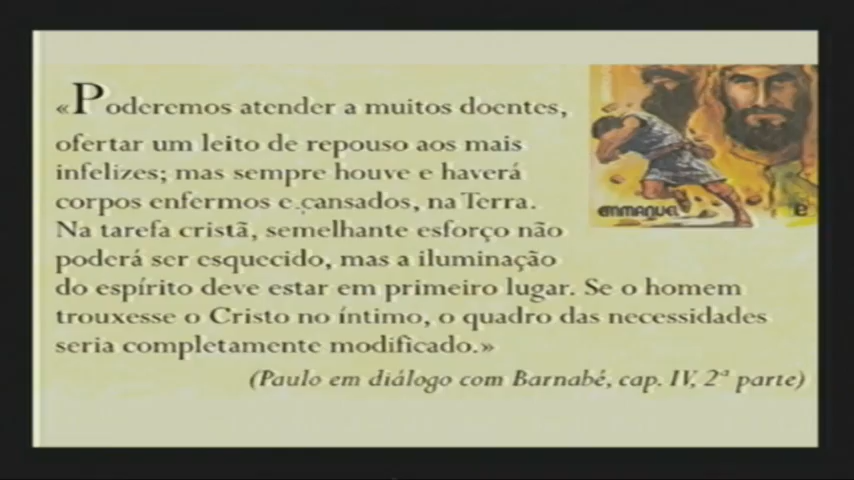 «Poderemos atender a muitos doentes,
ofertar um leito de repouso aos mais
infelizes; mas sempre houve e haverá
corpos enfermos e cansados, na Terra.
Na tarefa cristã, semelhante esforço não
poderá ser esquecido, mas a iluminação
do espírito deve estar em primeiro lugar. Se o homem
trouxesse o Cristo no íntimo, o quadro das necessidades
seria completamente modificado.»
(Paulo em diálogo com Barnabé, cap. IV, 2ª parte)
EMMANUEL